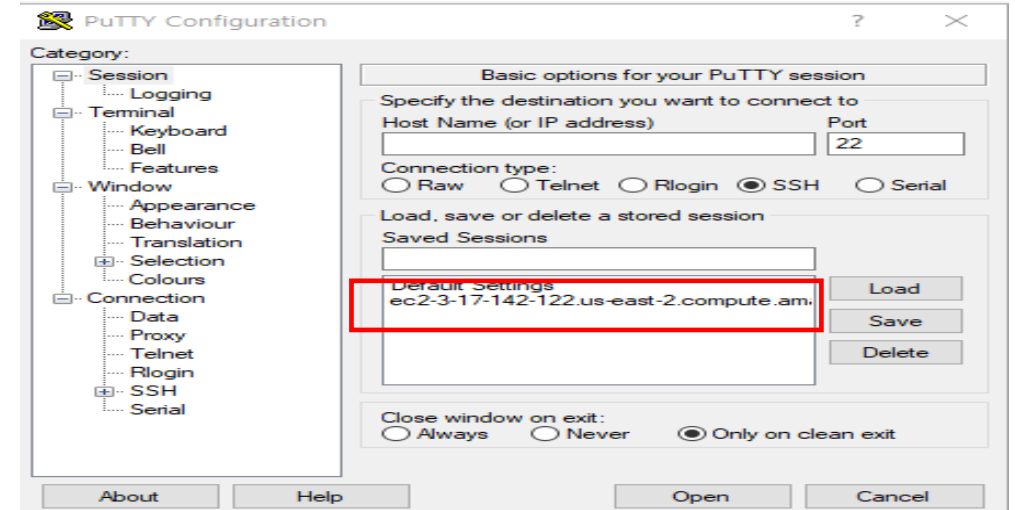 PuTTY Configuration ? ×
Category:
Session
Logging
Terminal
Keyboard
Bell
Features
Window
Appearance
Behaviour
Translation
Selection
Colours
Connection
Data
Proxy
Telnet
Rlogin
SSH
Serial
Basic options for your PuTTY session
Specify the destination you want to connect to
Host Name (or IP address) Port
22
Connection type:
Raw Telnet Rlogin SSH Serial
Load, save or delete a stored session
Saved Sessions
Default Settings
ec2-3-17-142-122.us-east-2.compute.am
Load
Save
Delete
Close window on exit:
Always Never Only on clean exit
About Help Open Cancel